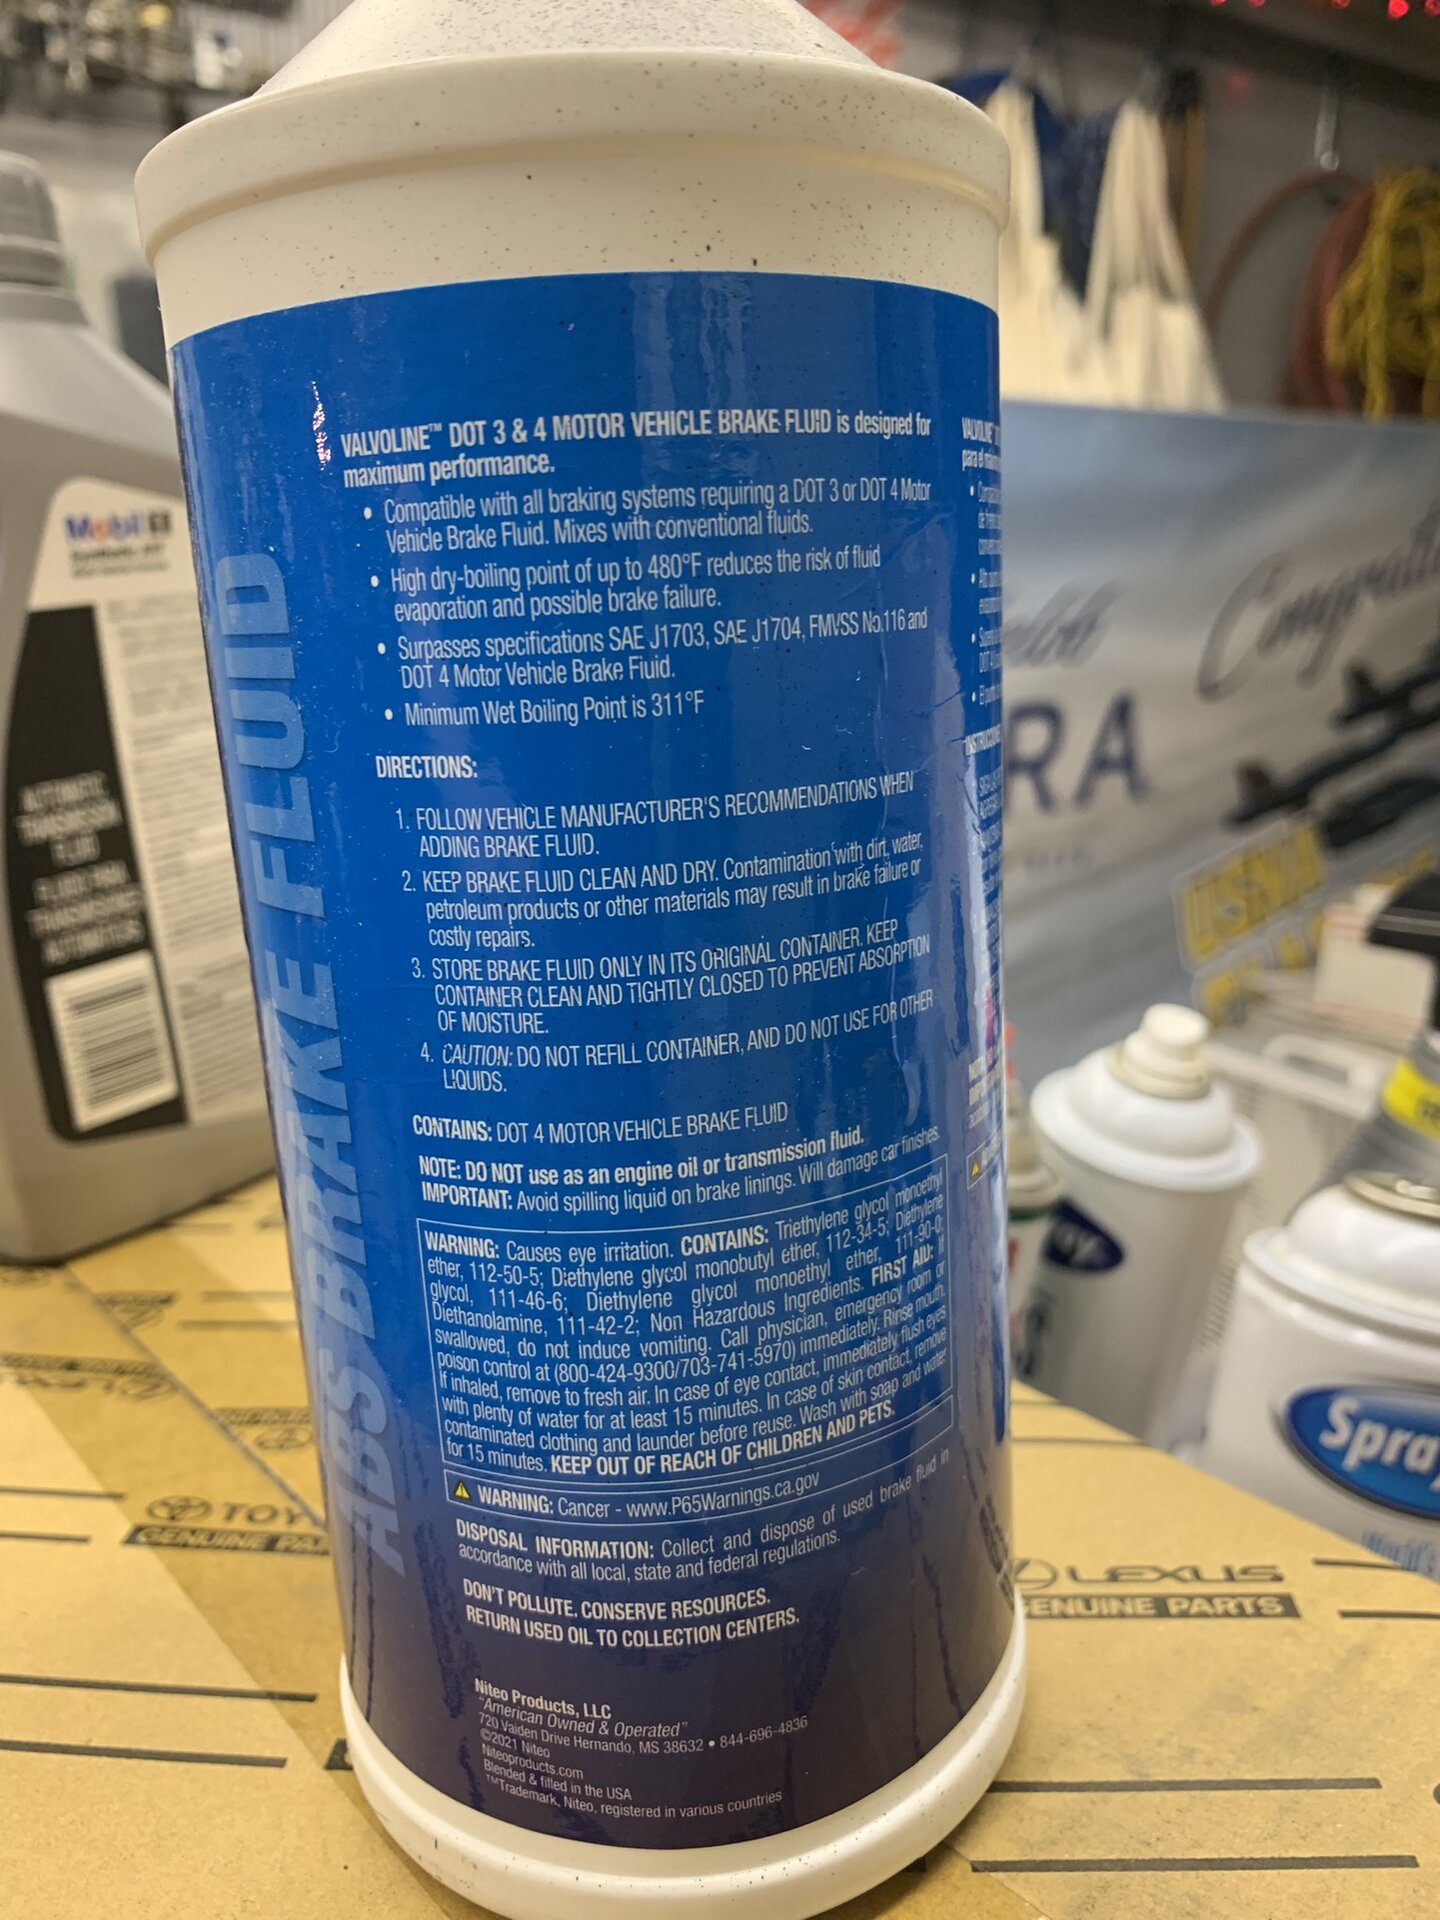 ABS BRAKE FLUID
VALVOLINE™ DOT 3 & 4 MOTOR VEHICLE BRAKE FLUID is designed for
maximum performance.
• Compatible with all braking systems requiring a DOT 3 or DOT 4 Motor
Vehicle Brake Fluid. Mixes with conventional fluids.
• High dry-boiling point of up to 480°F reduces the risk of fluid
evaporation and possible brake failure.
• Surpasses specifications SAE J1703, SAE J1704, FMVSS No.116 and
DOT 4 Motor Vehicle Brake Fluid.
• Minimum Wet Boiling Point is 311°F
DIRECTIONS:
1. FOLLOW VEHICLE MANUFACTURER'S RECOMMENDATIONS WHEN
ADDING BRAKE FLUID.
2. KEEP BRAKE FLUID CLEAN AND DRY. Contamination with dirt, water,
petroleum products or other materials may result in brake failure or
costly repairs.
3. STORE BRAKE FLUID ONLY IN ITS ORIGINAL CONTAINER. KEEP
CONTAINER CLEAN AND TIGHTLY CLOSED TO PREVENT ABSORPTION
OF MOISTURE.
4. CAUTION: DO NOT REFILL CONTAINER, AND DO NOT USE FOR OTHER
LIQUIDS.
CONTAINS: DOT 4 MOTOR VEHICLE BRAKE FLUID
NOTE: DO NOT use as an engine oil or transmission fluid.
IMPORTANT: Avoid spilling liquid on brake linings. Will damage car finishes.
WARNING: Causes eye irritation. CONTAINS: Triethylene glycol monoethyl
ether, 112-50-5; Diethylene glycol monobutyl ether, 112-34-5; Diethylene
glycol, 111-46-6; Diethylene glycol monoethyl ether, 111-90-0;
Diethanolamine, 111-42-2; Non Hazardous Ingredients. FIRST AID: If
swallowed, do not induce vomiting. Call physician, emergency room or
poison control at (800-424-9300/703-741-5970) immediately. Rinse mouth.
If inhaled, remove to fresh air. In case of eye contact, immediately flush eyes
with plenty of water for at least 15 minutes. In case of skin contact, remove
contaminated clothing and launder before reuse. Wash with soap and water
for 15 minutes. KEEP OUT OF REACH OF CHILDREN AND PETS.
WARNING: Cancer - www.P65Warnings.ca.gov
DISPOSAL INFORMATION: Collect and dispose of used brake fluid in
accordance with all local, state and federal regulations.
DON'T POLLUTE. CONSERVE RESOURCES.
RETURN USED OIL TO COLLECTION CENTERS.
Niteo Products, LLC
"American Owned & Operated"
720 Vaiden Drive Hernando, MS 38632 • 844-696-4836
©2021 Niteo
Niteoproducts.com
Blended & filled in the USA
™Trademark, Niteo, registered in various countries
Mobil
AUTOMATIC
TRANSMISSION
FLUID
RA
Spra
TOY
GENUINE PA
LEXUS
GENUINE PARTS